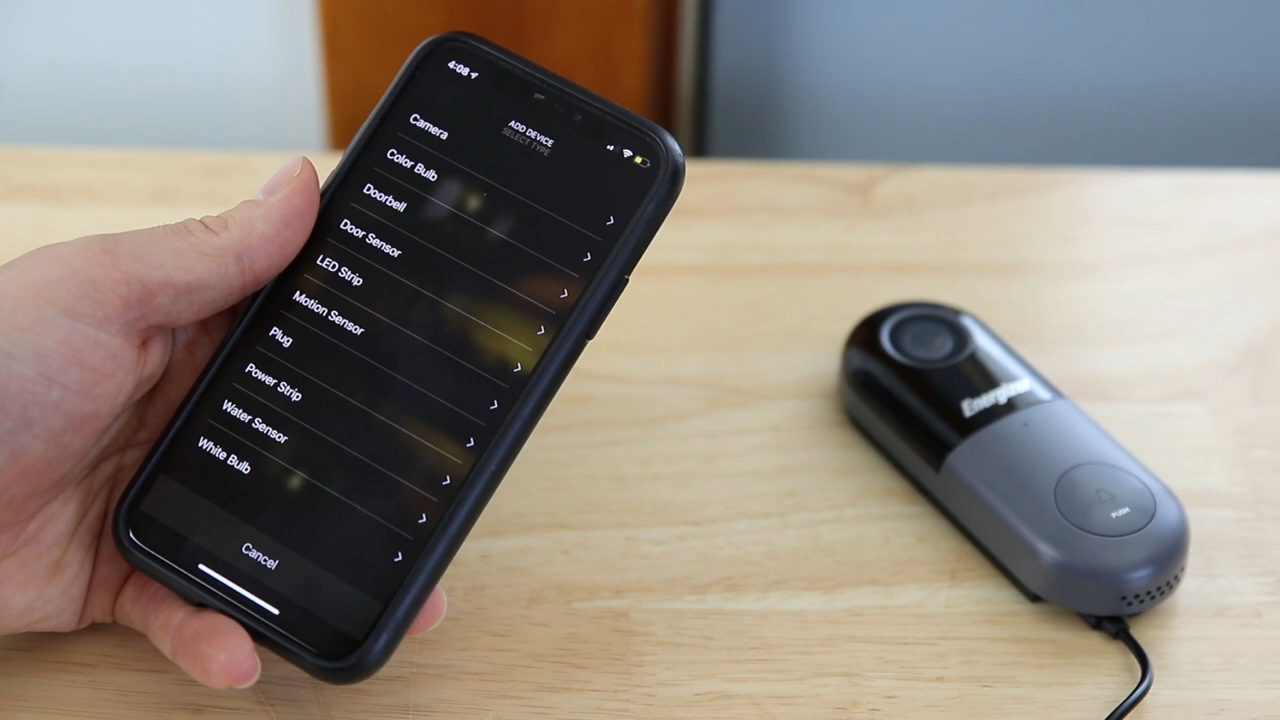 4:08
ADD DEVICE
SELECT TYPE
Camera
Color Bulb
Doorbell
Door Sensor
LED Strip
Motion Sensor
Plug
Power Strip
Water Sensor
White Bulb
Cancel
Energizer
PUSH